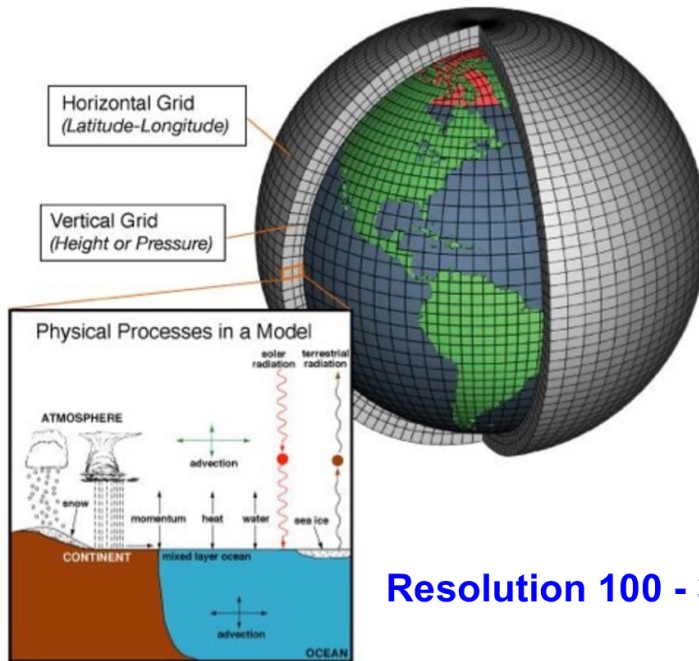 Horizontal Grid
(Latitude-Longitude)
Vertical Grid
(Height or Pressure)
Physical Processes in a Model
solar
radiation
terrestrial
radiation
ATMOSPHERE
advection
snow
momentum
heat
water
sea ice
CONTINENT
mixed layer ocean
advection
OCEAN
Resolution 100 -